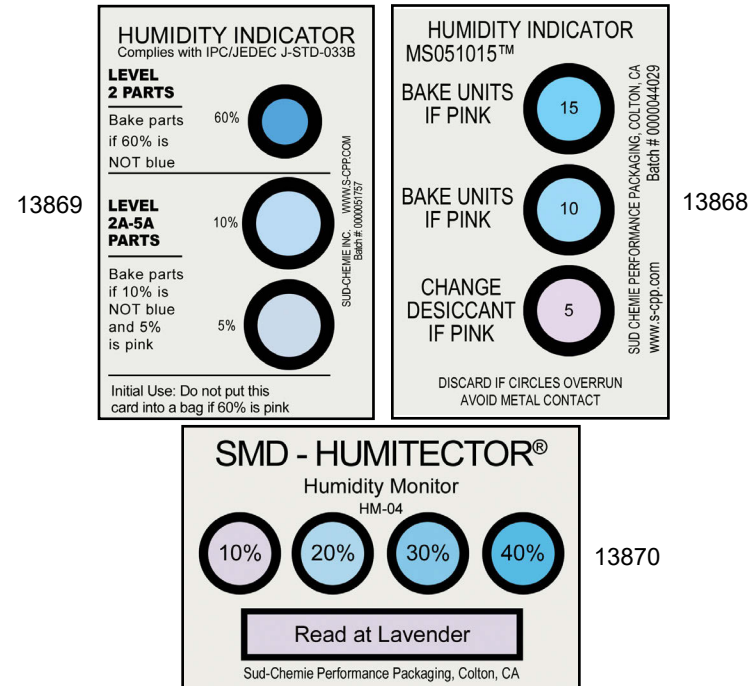 HUMIDITY INDICATOR
Complies with IPC/JEDEC J-STD-033B
LEVEL
2 PARTS
Bake parts
if 60% is
NOT blue
60%
LEVEL
2A-5A
PARTS
Bake parts
if 10% is
NOT blue
and 5%
is pink
10%
5%
SUD-CHEMIE INC. WWW.S-CPP.COM
Batch #: 0000051757
Initial Use: Do not put this
card into a bag if 60% is pink
13869
HUMIDITY INDICATOR
MS051015™
BAKE UNITS
IF PINK
15
BAKE UNITS
IF PINK
10
CHANGE
DESICCANT
IF PINK
5
SUD CHEMIE PERFORMANCE PACKAGING, COLTON, CA
www.s-cpp.com Batch # 0000044029
DISCARD IF CIRCLES OVERRUN
AVOID METAL CONTACT
13868
SMD - HUMITECTOR®
Humidity Monitor
HM-04
10% 20% 30% 40%
Read at Lavender
Sud-Chemie Performance Packaging, Colton, CA
13870